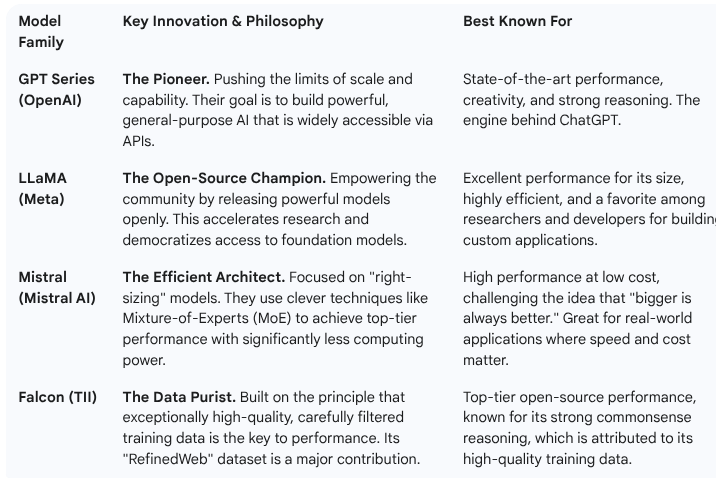 Model Family Key Innovation & Philosophy Best Known For
GPT Series (OpenAI)
The Pioneer. Pushing the limits of scale and
capability. Their goal is to build powerful,
general-purpose AI that is widely accessible via
APIs.
State-of-the-art performance,
creativity, and strong reasoning. The
engine behind ChatGPT.
LLaMA
(Meta)
The Open-Source Champion. Empowering the
community by releasing powerful models
openly. This accelerates research and
democratizes access to foundation models.
Excellent performance for its size,
highly efficient, and a favorite among
researchers and developers for building
custom applications.
Mistral
(Mistral AI)
The Efficient Architect. Focused on "right-
sizing" models. They use clever techniques like
Mixture-of-Experts (MoE) to achieve top-tier
performance with significantly less computing
power.
High performance at low cost,
challenging the idea that "bigger is
always better." Great for real-world
applications where speed and cost
matter.
Falcon (TII)
The Data Purist. Built on the principle that
exceptionally high-quality, carefully filtered
training data is the key to performance. Its
"RefinedWeb" dataset is a major contribution.
Top-tier open-source performance,
known for its strong commonsense
reasoning, which is attributed to its
high-quality training data.